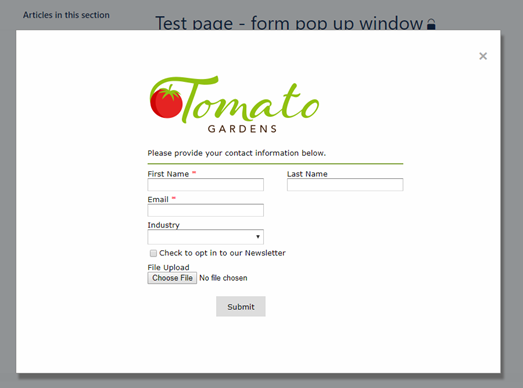 Articles in this section
Test page - form pop up window
×
Tomato
GARDENS
Please provide your contact information below.
First Name *
Last Name
Email *
Industry
Check to opt in to our Newsletter
File Upload
Choose File No file chosen
Submit